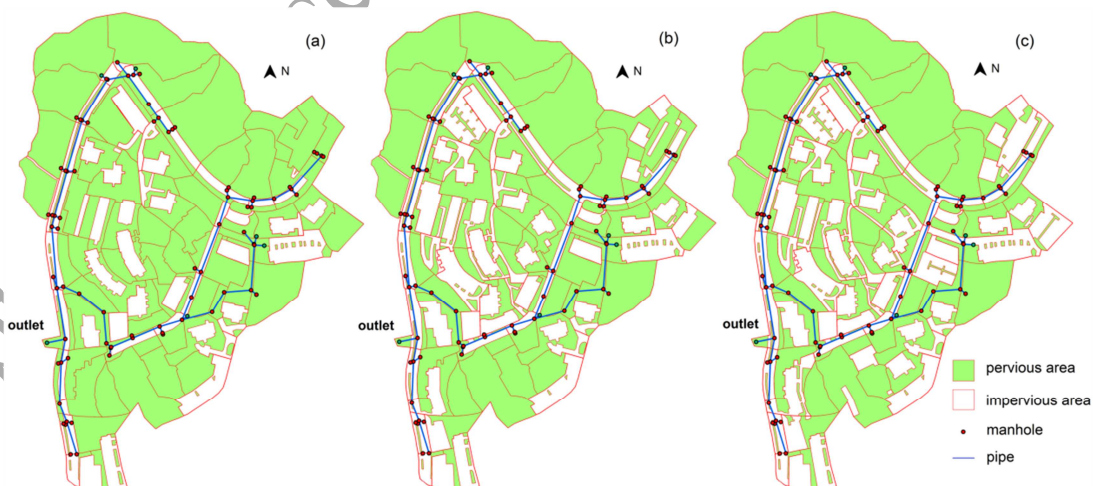 (a)
N
outlet
(b)
N
outlet
(c)
N
outlet
pervious area
impervious area
manhole
pipe